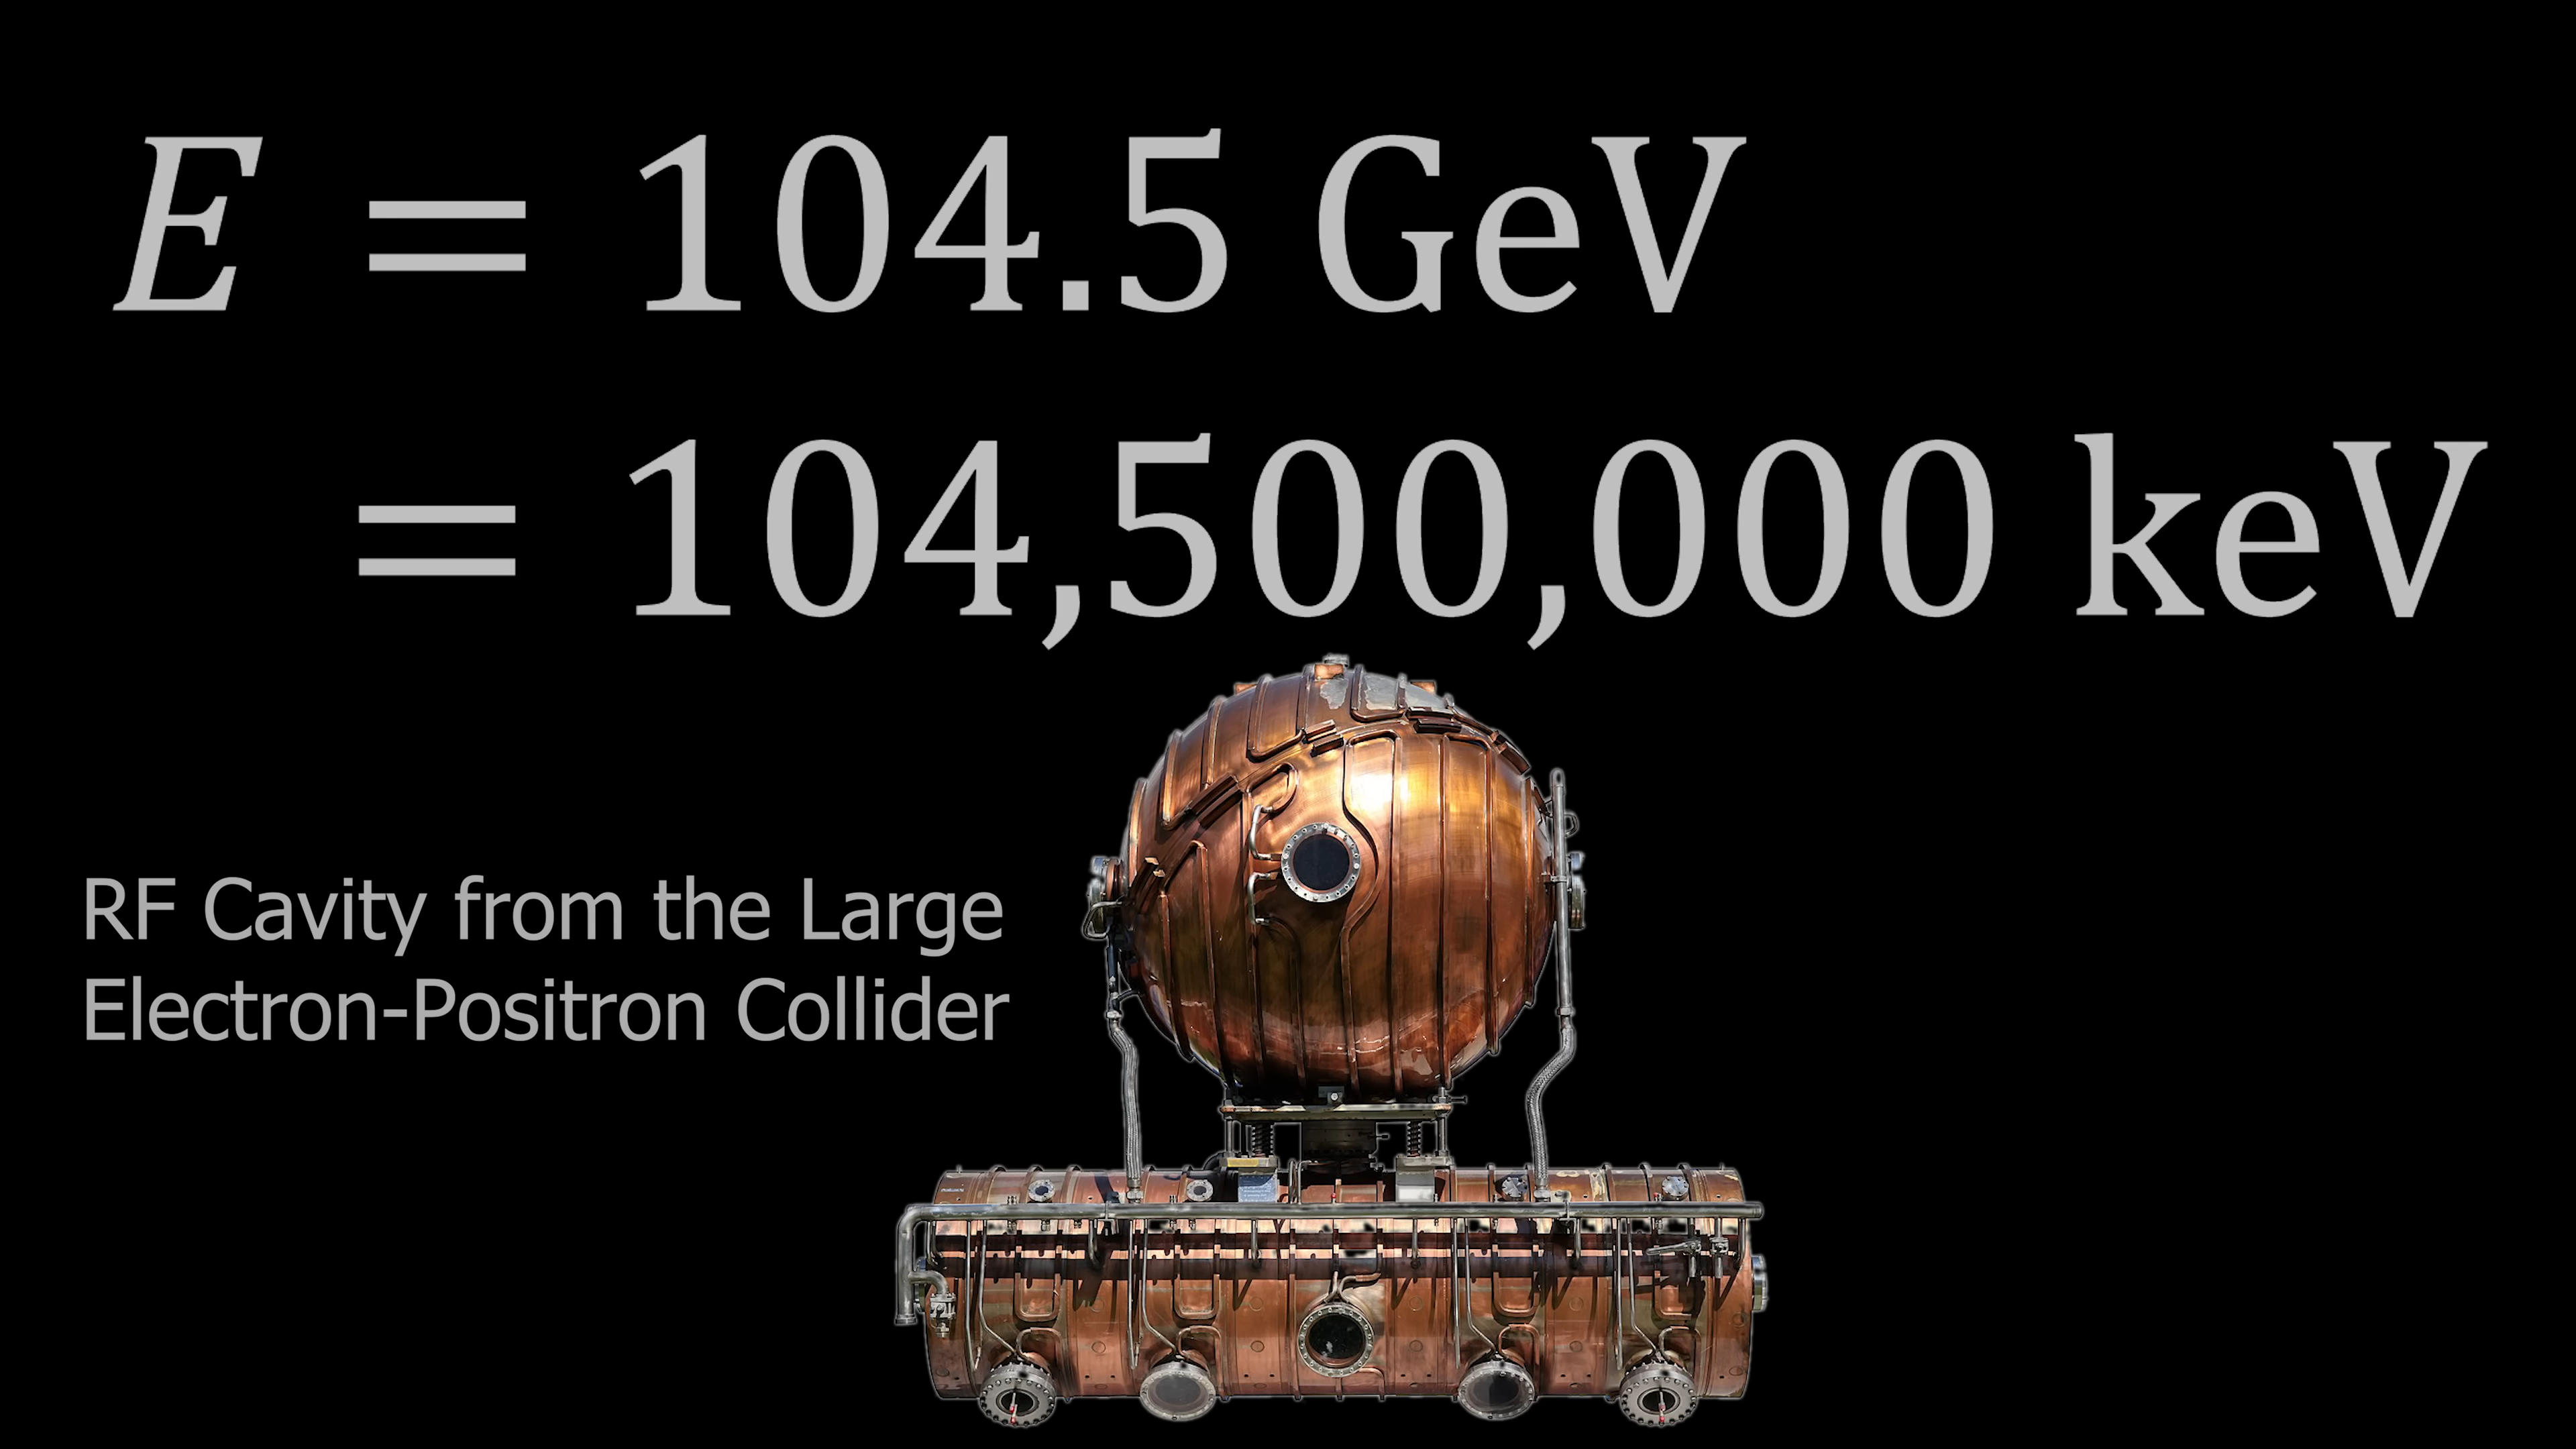 E = 104.5 GeV
= 104,500,000 keV
RF Cavity from the Large
Electron-Positron Collider